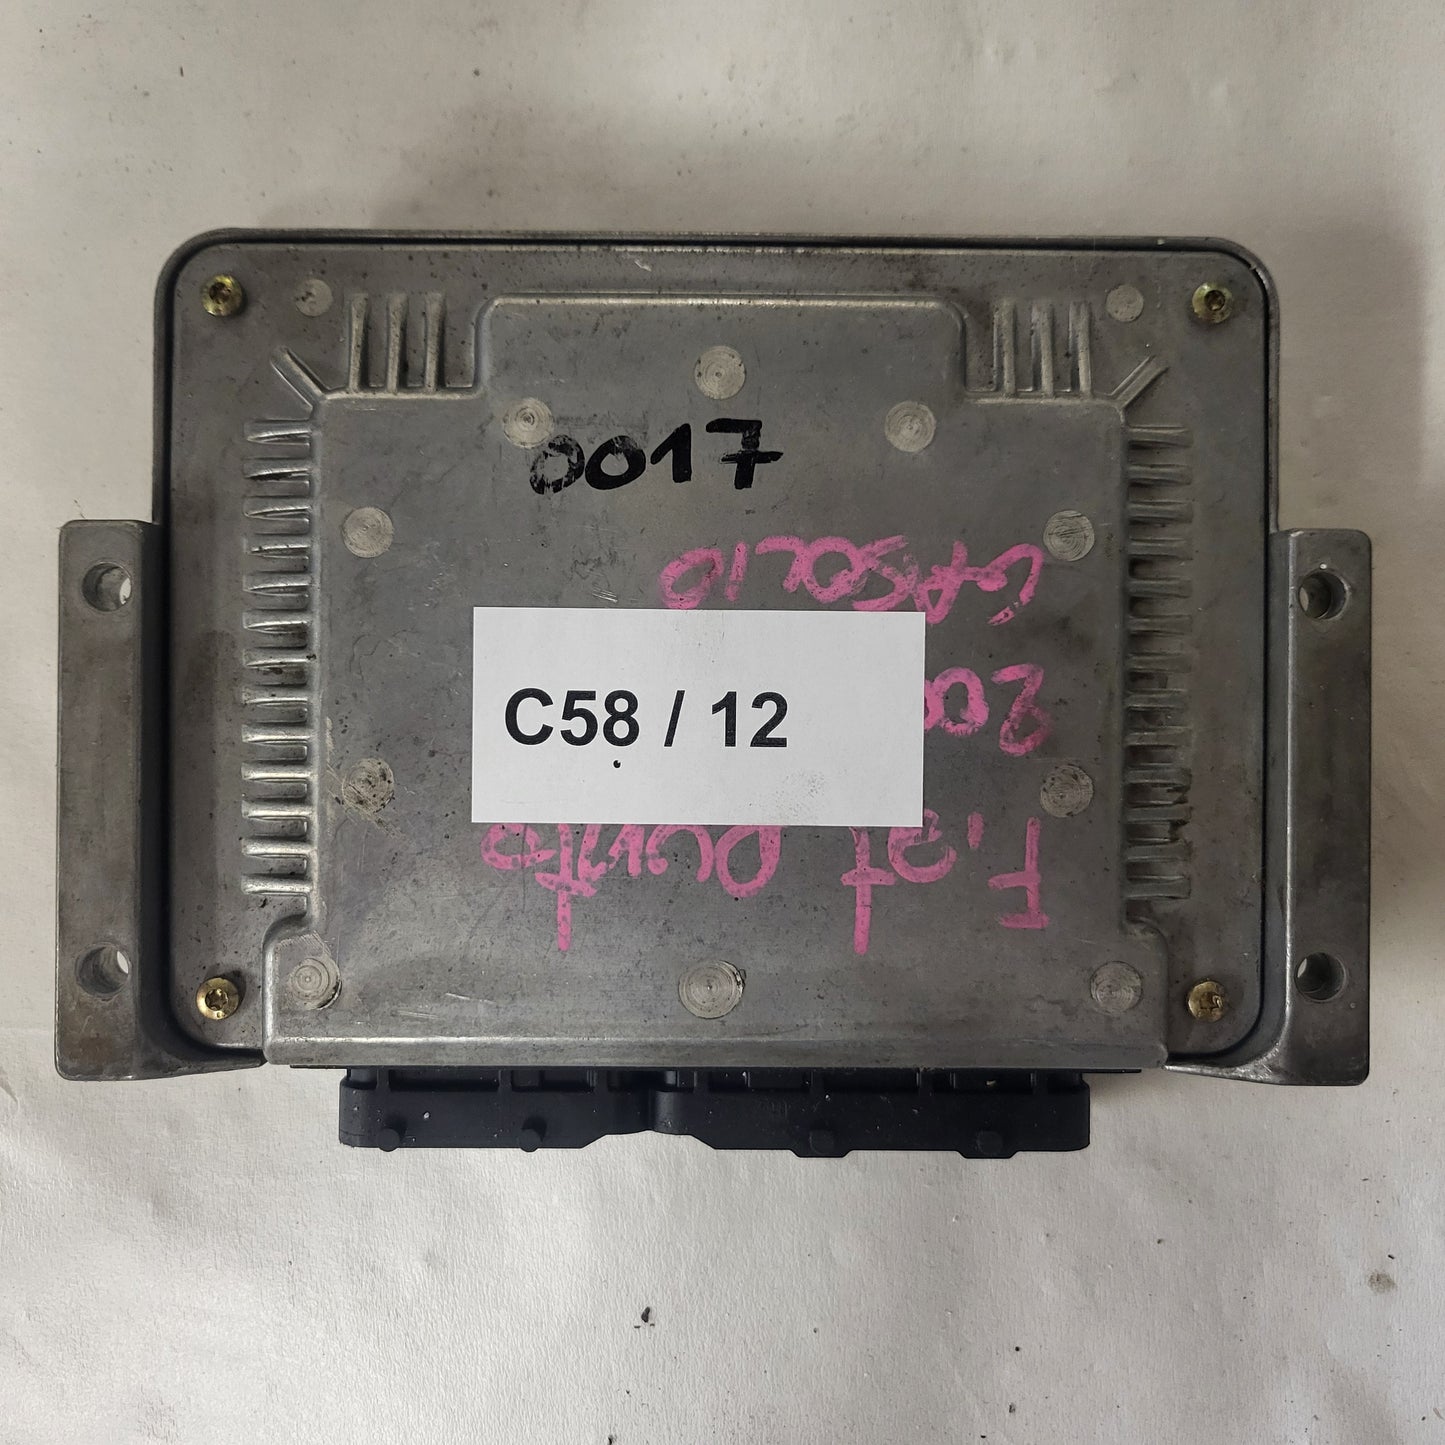 0017
C58 / 12
Fiat Punto
GASOLIO